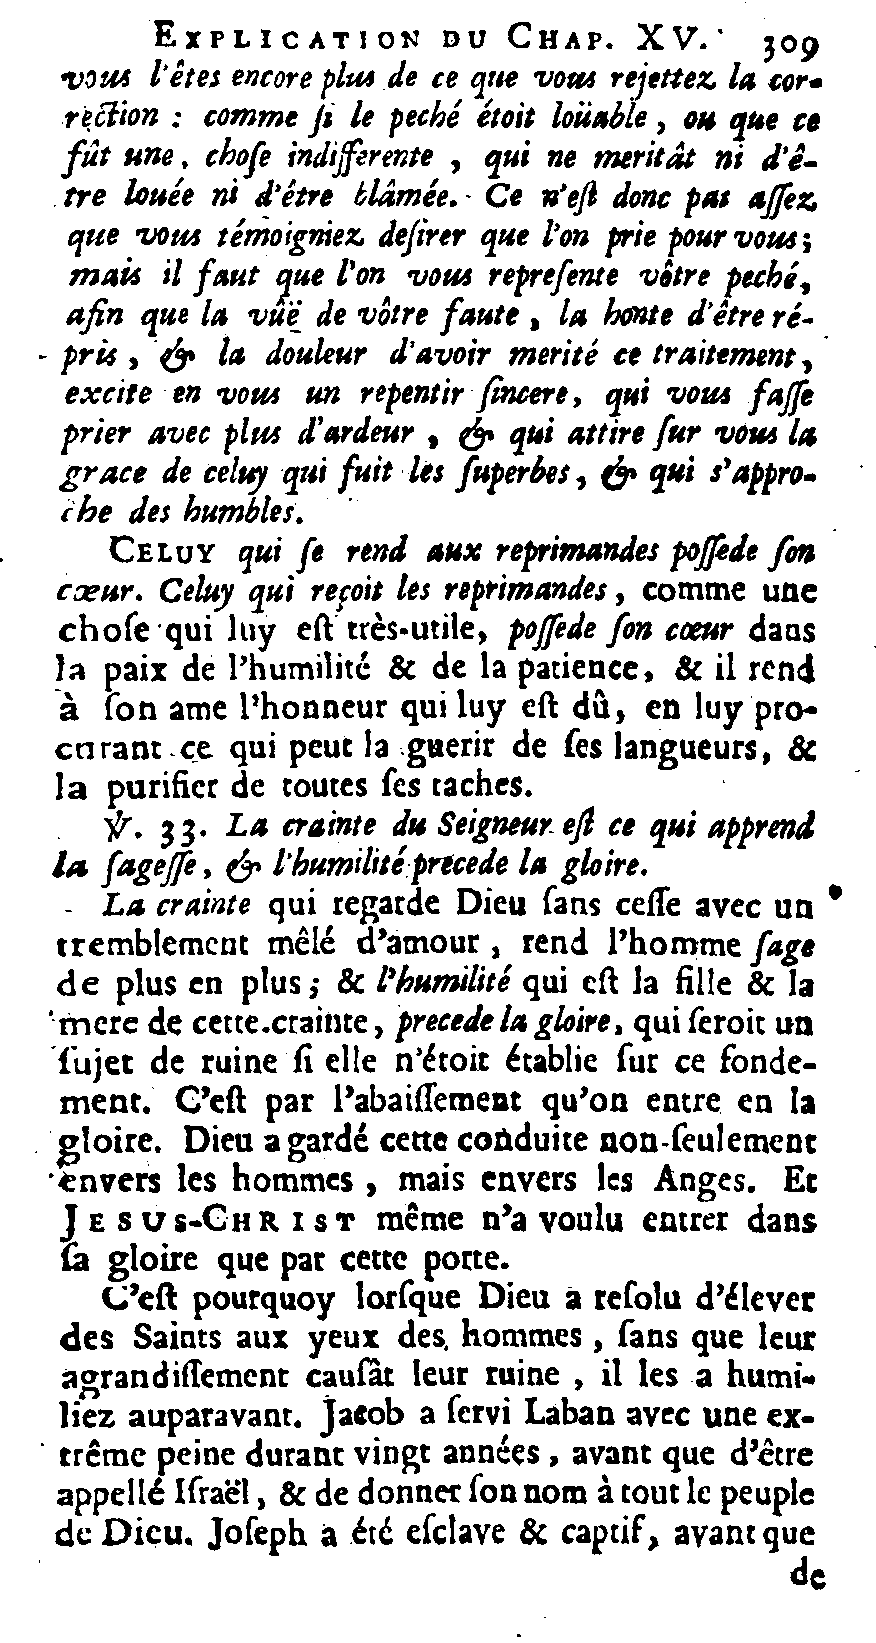 EXPLICATION DU CHAP. XV. 309
vous l'êtes encore plus de ce que vous rejettez la cor-
rection : comme ſi le peché étoit loüable, ou que ce
fût une choſe indifferente, qui ne meritât ni d'ê-
tre louée ni d'être blâmée. Ce n'eſt donc pas aſſez
que vous témoigniez deſirer que l'on prie pour vous;
mais il faut que l'on vous repreſente vôtre peché,
afin que la vûë de vôtre faute, la honte d'être ré-
pris, & la douleur d'avoir merité ce traitement,
excite en vous un repentir ſincere, qui vous faſſe
prier avec plus d'ardeur, & qui attire ſur vous la
grace de celuy qui fuit les ſuperbes, & qui s'appro-
che des humbles.
CELUY qui ſe rend aux reprimandes poſſede ſon
cœur. Celuy qui reçoit les reprimandes, comme une
choſe qui luy eſt très-utile, poſſede ſon cœur dans
la paix de l'humilité & de la patience, & il rend
à ſon ame l'honneur qui luy eſt dû, en luy pro-
curant ce qui peut la guerir de ſes langueurs, &
la purifier de toutes ſes taches.
℣. 33. La crainte du Seigneur eſt ce qui apprend
la ſageſſe, & l'humilité precede la gloire.
La crainte qui regarde Dieu ſans ceſſe avec un
tremblement mêlé d'amour, rend l'homme ſage
de plus en plus; & l'humilité qui eſt la fille & la
mere de cette crainte, precede la gloire, qui ſeroit un
ſujet de ruine ſi elle n'étoit établie ſur ce fonde-
ment. C'eſt par l'abaiſſement qu'on entre en la
gloire. Dieu a gardé cette conduite non-ſeulement
envers les hommes, mais envers les Anges. Et
JESUS-CHRIST même n'a voulu entrer dans
ſa gloire que par cette porte.
C'eſt pourquoy lorſque Dieu a reſolu d'élever
des Saints aux yeux des hommes, ſans que leur
agrandiſſement cauſât leur ruine, il les a humi-
liez auparavant. Jacob a ſervi Laban avec une ex-
trême peine durant vingt années, avant que d'être
appellé Iſraël, & de donner ſon nom à tout le peuple
de Dieu. Joſeph a été eſclave & captif, avant que
de